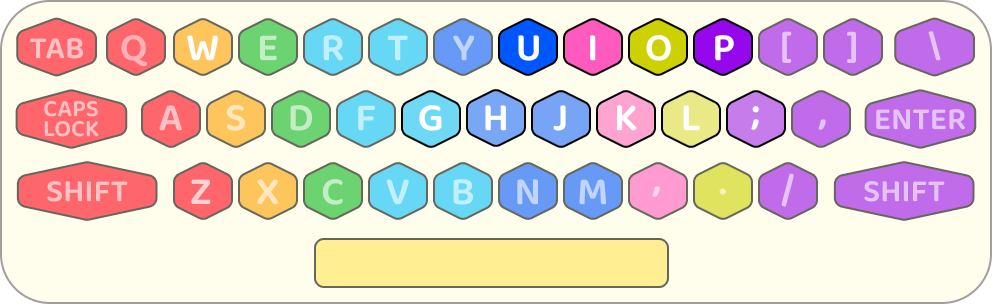 TAB Q W E R T Y U I O P [ ] \
CAPS LOCK A S D F G H J K L ; , ENTER
SHIFT Z X C V B N M , . / SHIFT